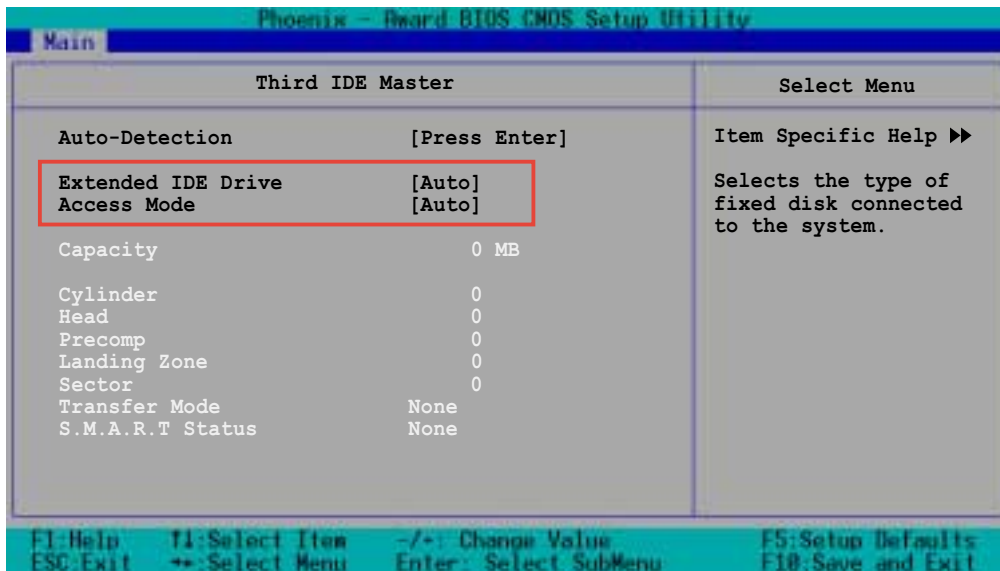 Phoenix - Award BIOS CMOS Setup Utility
Main
Third IDE Master
Select Menu
Auto-Detection [Press Enter]
Extended IDE Drive [Auto]
Access Mode [Auto]
Capacity 0 MB
Cylinder 0
Head 0
Precomp 0
Landing Zone 0
Sector 0
Transfer Mode None
S.M.A.R.T Status None
Item Specific Help ▶▶
Selects the type of
fixed disk connected
to the system.
F1:Help ↑↓:Select Item -/+: Change Value F5:Setup Defaults
ESC:Exit →←:Select Menu Enter: Select SubMenu F10:Save and Exit